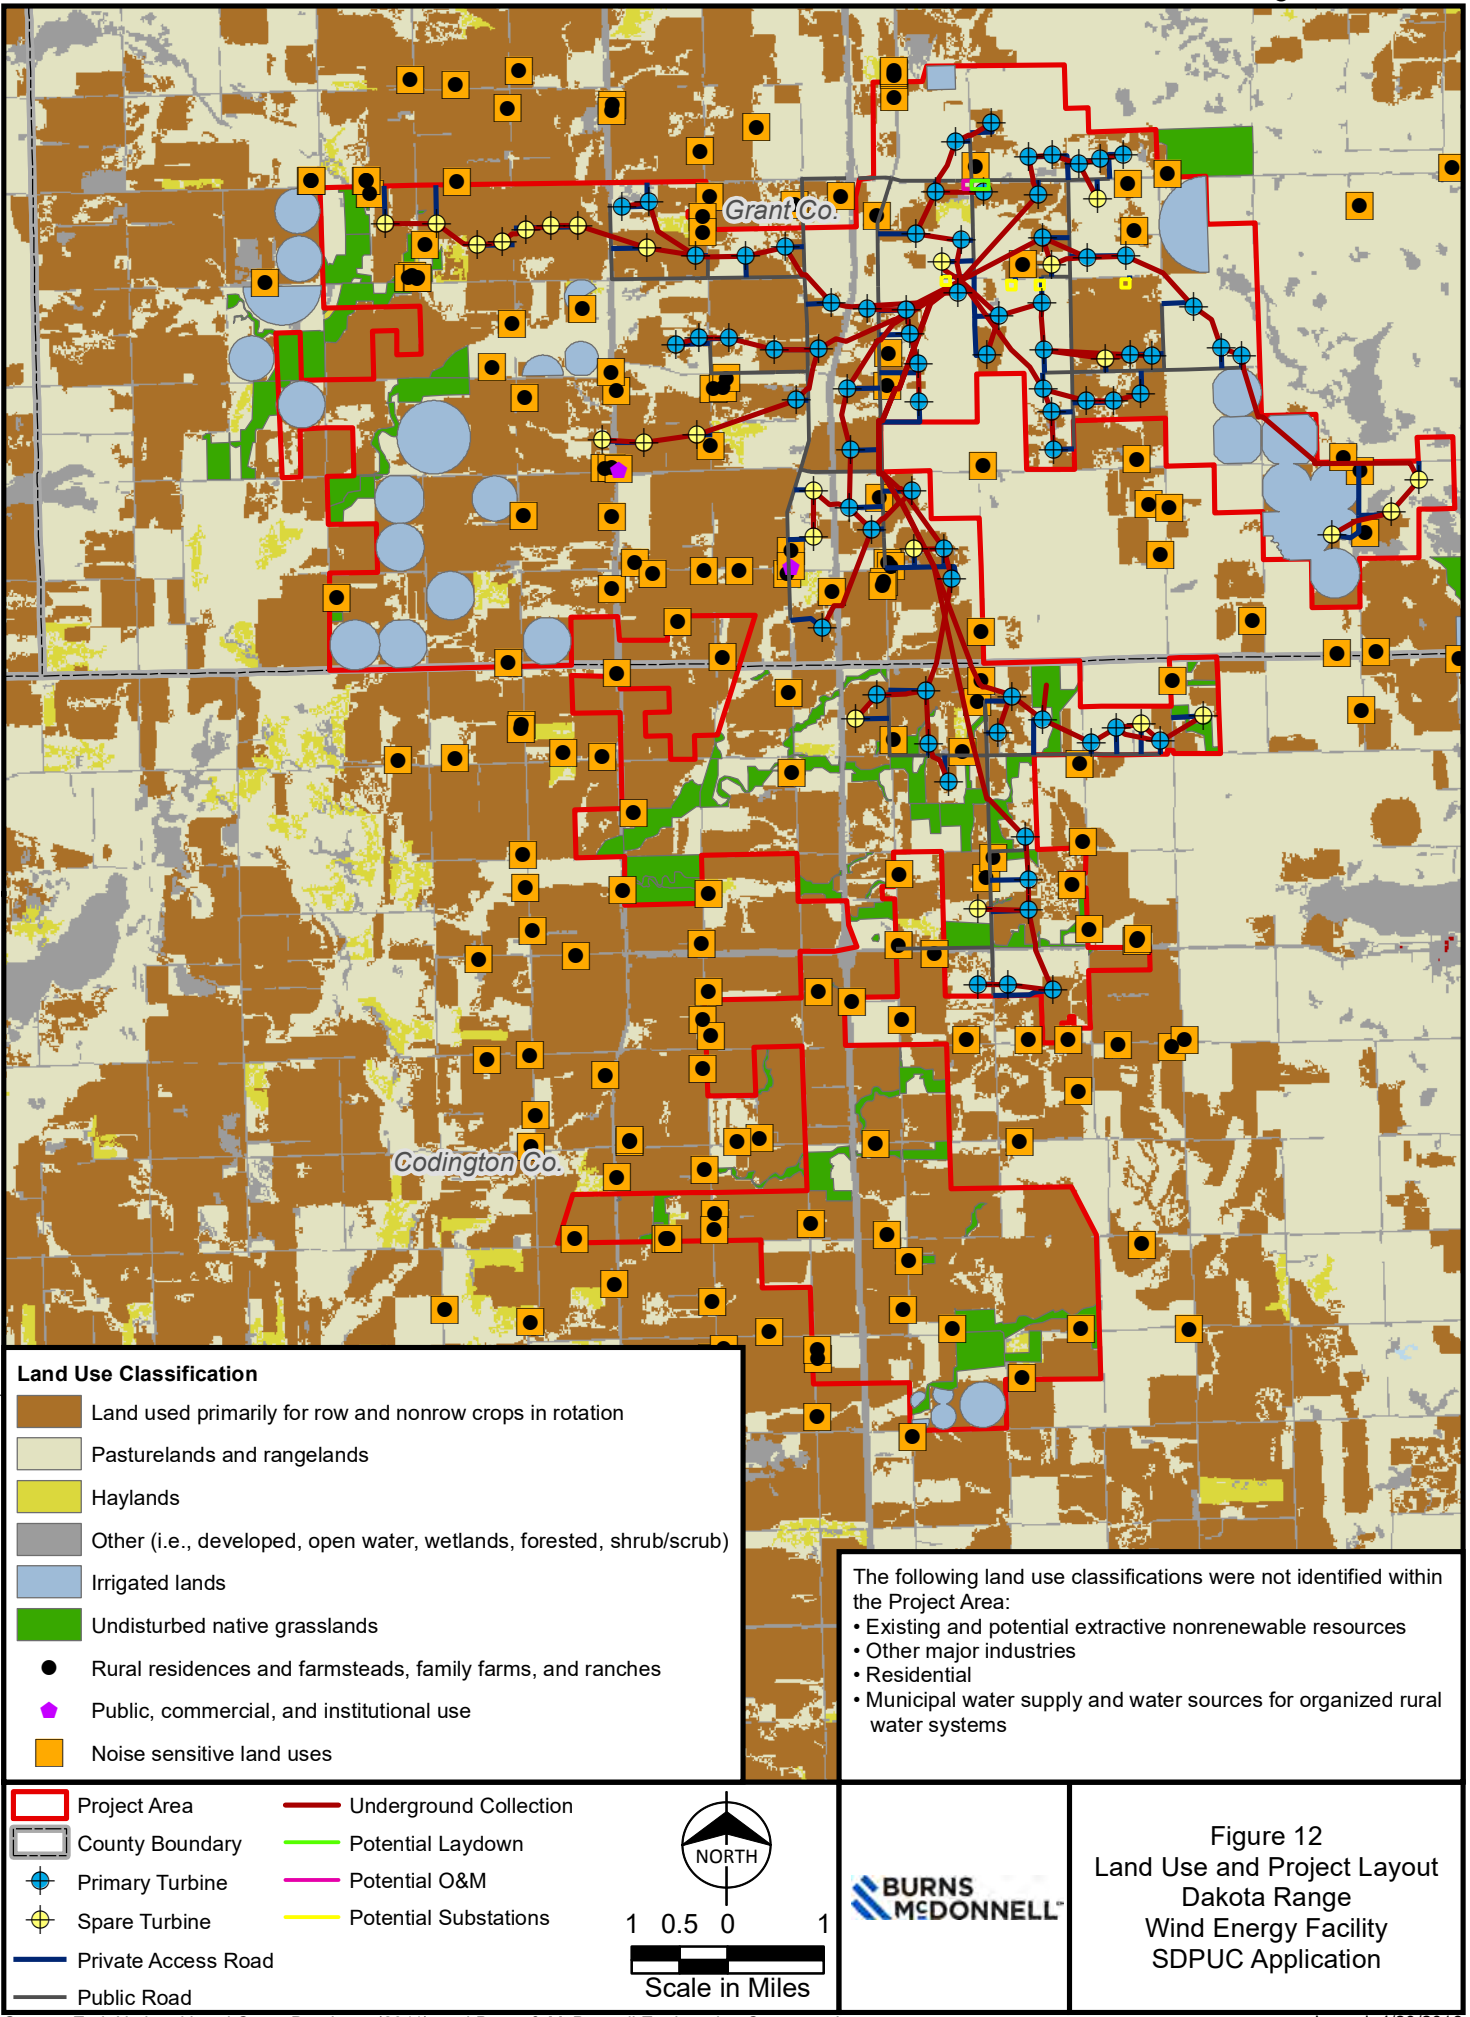 Grant Co.
Codington Co.
Land Use Classification
Land used primarily for row and nonrow crops in rotation
Pasturelands and rangelands
Haylands
Other (i.e., developed, open water, wetlands, forested, shrub/scrub)
Irrigated lands
Undisturbed native grasslands
Rural residences and farmsteads, family farms, and ranches
Public, commercial, and institutional use
Noise sensitive land uses
The following land use classifications were not identified within
the Project Area:
• Existing and potential extractive nonrenewable resources
• Other major industries
• Residential
• Municipal water supply and water sources for organized rural
water systems
Project Area
County Boundary
Primary Turbine
Spare Turbine
Private Access Road
Public Road
Underground Collection
Potential Laydown
Potential O&M
Potential Substations
NORTH
1 0.5 0 1
Scale in Miles
BURNS
McDONNELL
Figure 12
Land Use and Project Layout
Dakota Range
Wind Energy Facility
SDPUC Application